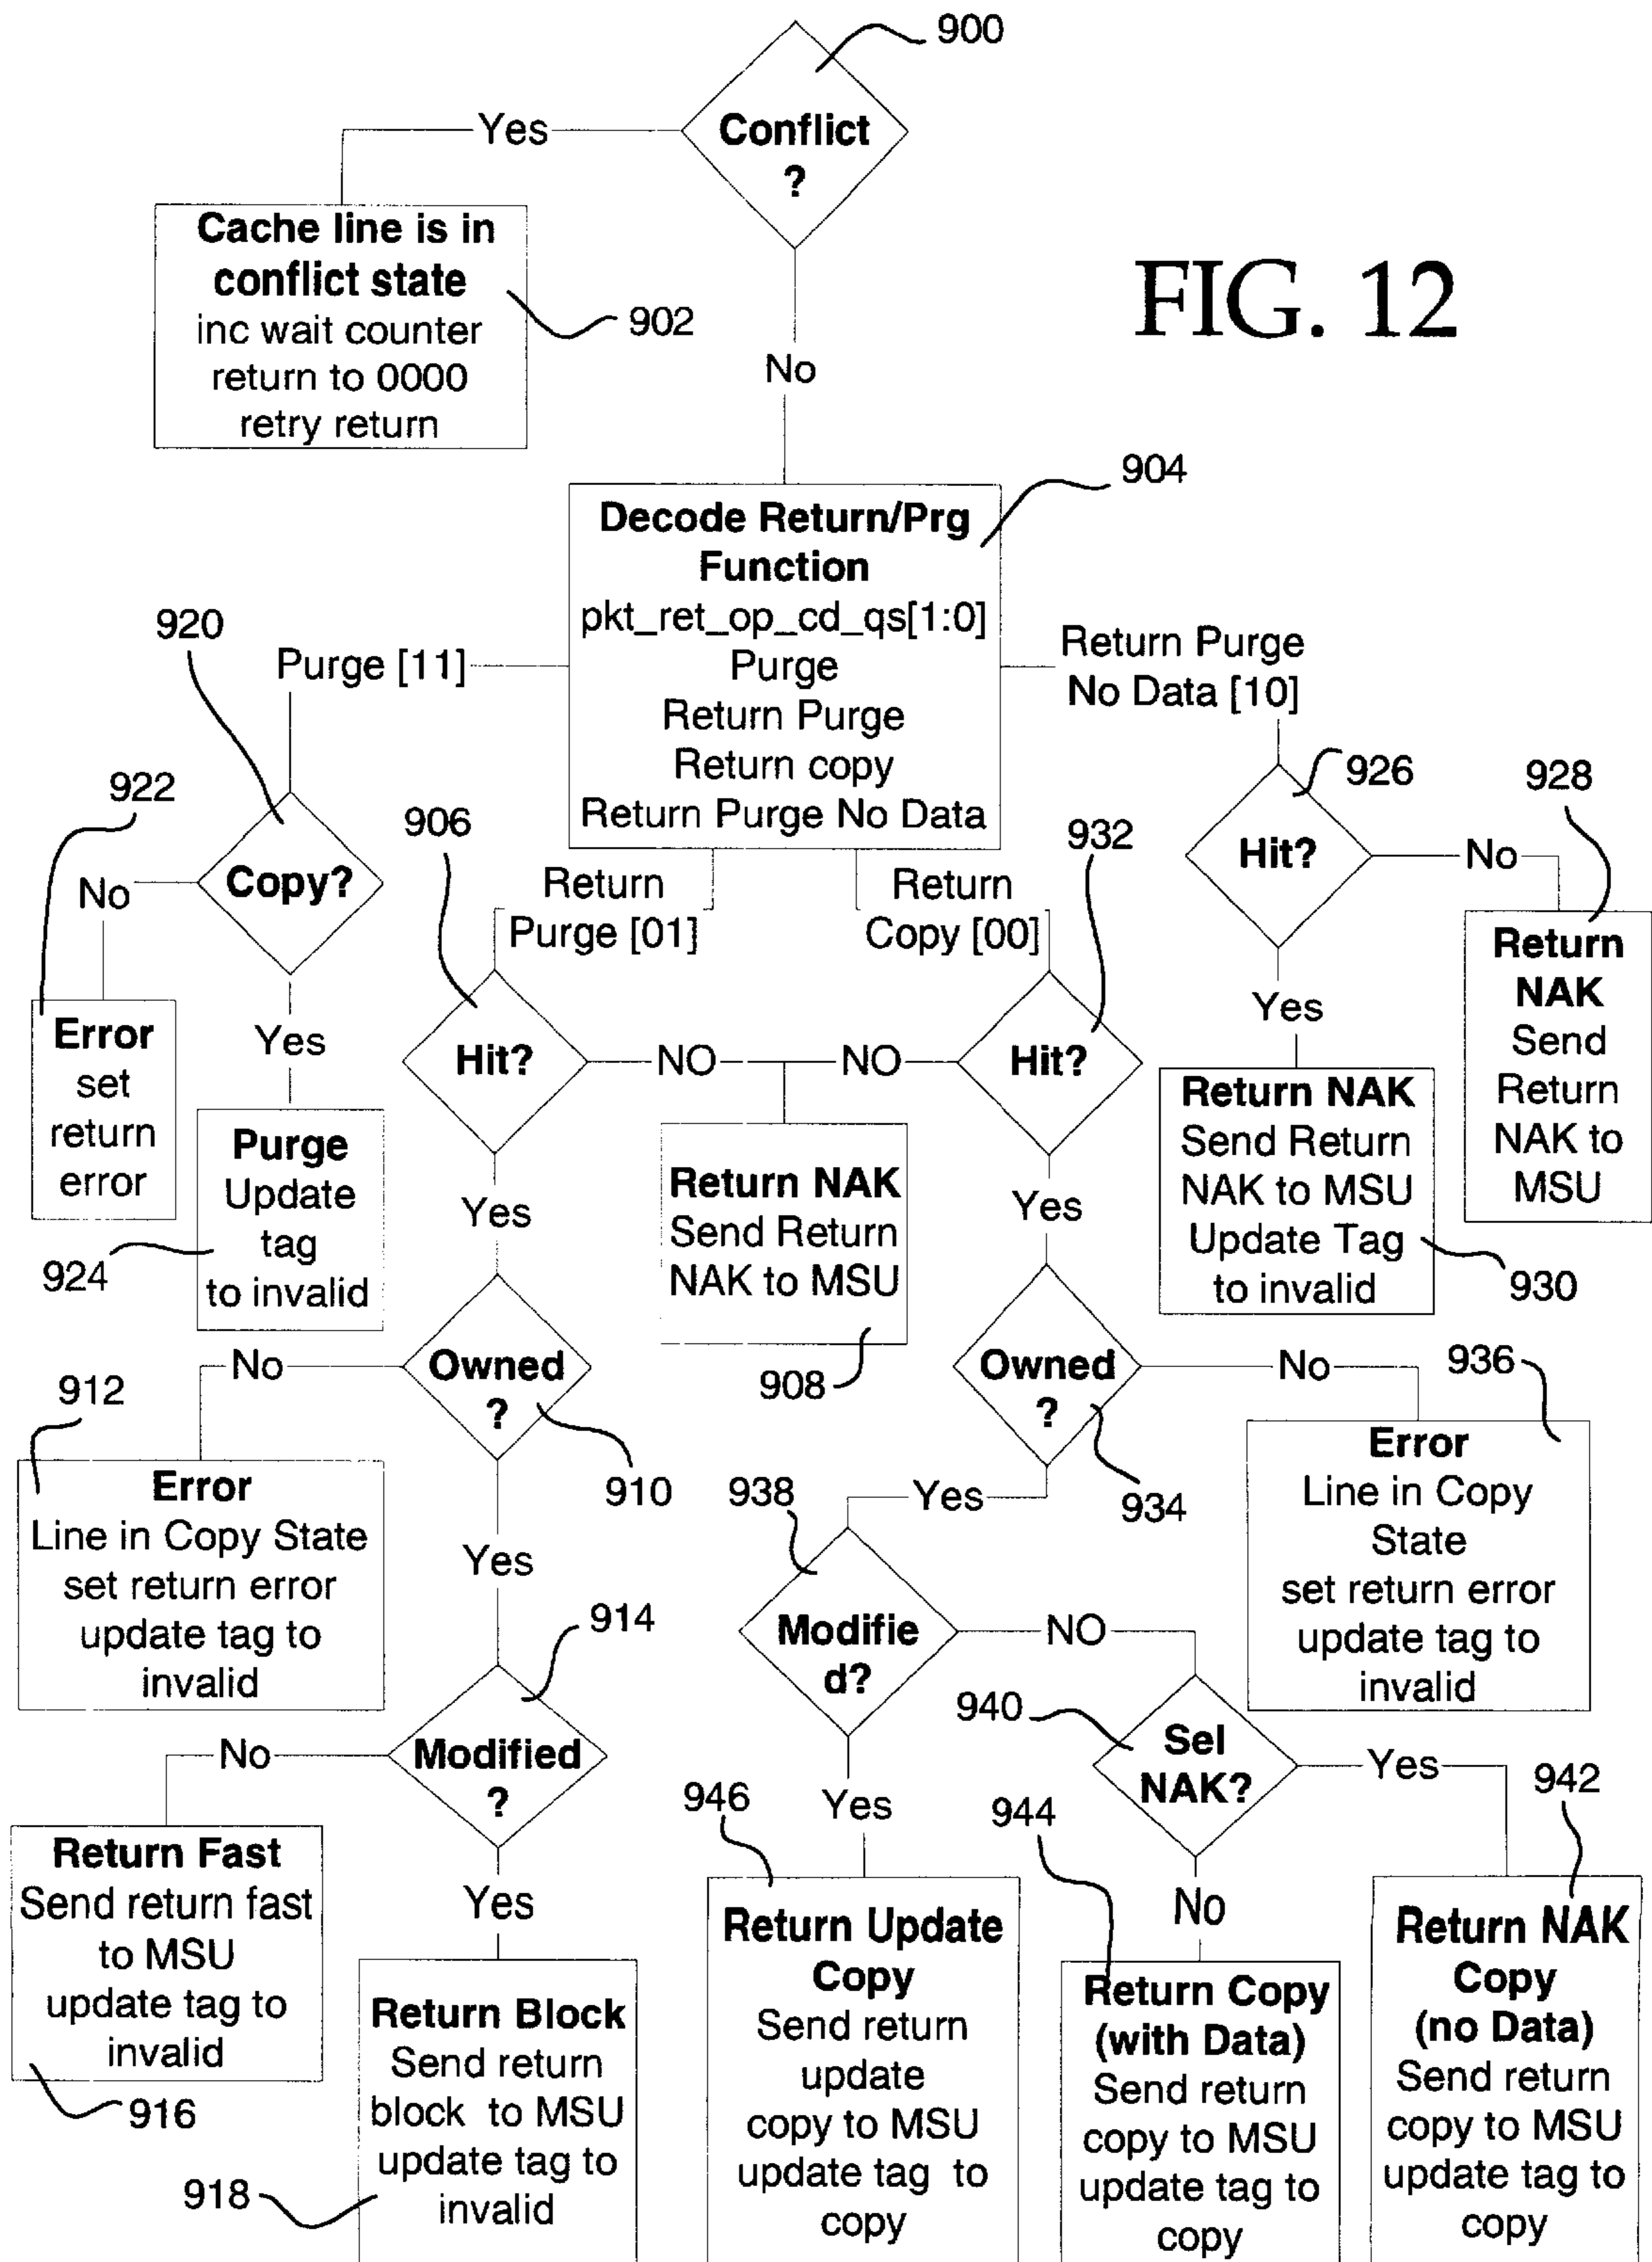 900
Yes
Conflict
?
Cache line is in
conflict state
inc wait counter
return to 0000
retry return
902
FIG. 12
No
904
Decode Return/Prg
Function
pkt_ret_op_cd_qs[1:0]
Purge
Return Purge
Return copy
Return Purge No Data
920
Purge [11]
Return Purge
No Data [10]
922
906
932
926
928
No
Copy?
Return
Purge [01]
Return
Copy [00]
Hit?
No
Error
set
return
error
Yes
Purge
Update
tag
to invalid
924
Hit?
NO
NO
Hit?
Yes
Return
NAK
Send
Return
NAK to
MSU
Return NAK
Send Return
NAK to MSU
Update Tag
to invalid
930
Yes
Return NAK
Send Return
NAK to MSU
908
Yes
No
Owned
?
912
910
Owned
?
No
936
934
Error
Line in Copy State
set return error
update tag to
invalid
Yes
938
Yes
Error
Line in Copy
State
set return error
update tag to
invalid
914
Modifie
d?
NO
940
No
Modified
?
Sel
NAK?
Yes
942
946
Yes
944
No
Return Fast
Send return fast
to MSU
update tag to
invalid
916
Yes
Return Block
Send return
block to MSU
update tag to
invalid
918
Return Update
Copy
Send return
update
copy to MSU
update tag to
copy
Return Copy
(with Data)
Send return
copy to MSU
update tag to
copy
Return NAK
Copy
(no Data)
Send return
copy to MSU
update tag to
copy